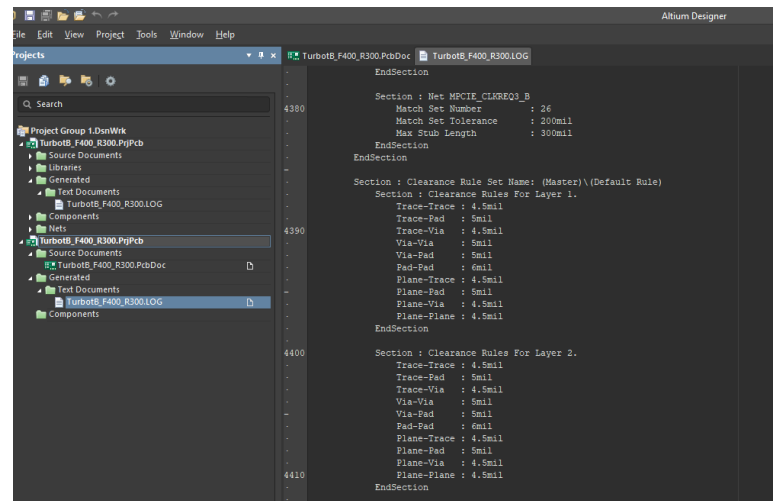 Altium Designer
File Edit View Project Tools Window Help
Projects
Search
Project Group 1.DsnWrk
TurbotB_F400_R300.PrjPcb
Source Documents
Libraries
Generated
Text Documents
TurbotB_F400_R300.LOG
Components
Nets
TurbotB_F400_R300.PrjPcb
Source Documents
TurbotB_F400_R300.PcbDoc
Generated
Text Documents
TurbotB_F400_R300.LOG
Components
TurbotB_F400_R300.PcbDoc TurbotB_F400_R300.LOG
EndSection
Section : Net MPCIE_CLKREQ3_B
4380 Match Set Number : 26
Match Set Tolerance : 200mil
Max Stub Length : 300mil
EndSection
EndSection
Section : Clearance Rule Set Name: (Master)\(Default Rule)
Section : Clearance Rules For Layer 1.
Trace-Trace : 4.5mil
Trace-Pad : 5mil
4390 Trace-Via : 4.5mil
Via-Via : 5mil
Via-Pad : 5mil
Pad-Pad : 6mil
Plane-Trace : 4.5mil
Plane-Pad : 5mil
Plane-Via : 4.5mil
Plane-Plane : 4.5mil
EndSection
4400 Section : Clearance Rules For Layer 2.
Trace-Trace : 4.5mil
Trace-Pad : 5mil
Trace-Via : 4.5mil
Via-Via : 5mil
Via-Pad : 5mil
Pad-Pad : 6mil
Plane-Trace : 4.5mil
Plane-Pad : 5mil
Plane-Via : 4.5mil
4410 Plane-Plane : 4.5mil
EndSection